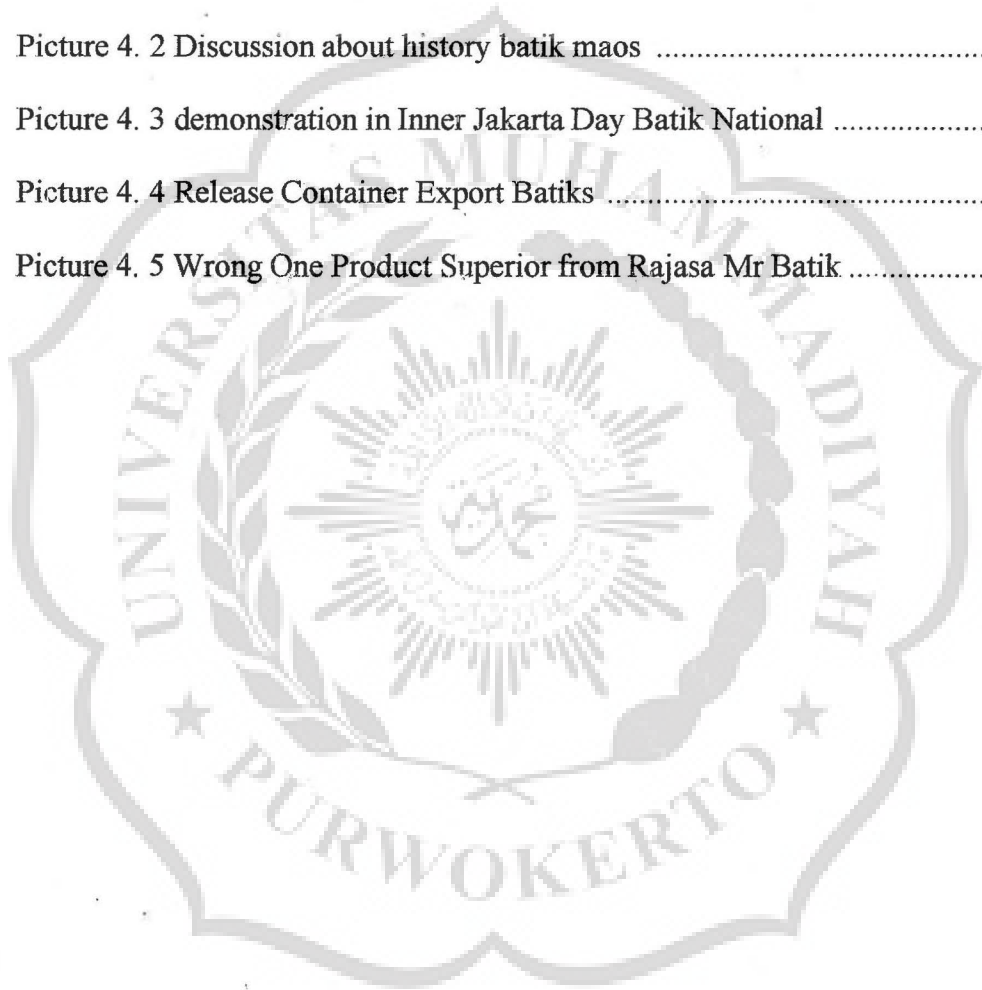 Picture 4. 2 Discussion about history batik maos ..........................................
Picture 4. 3 demonstration in Inner Jakarta Day Batik National ...................
Picture 4. 4 Release Container Export Batiks ................................................
Picture 4. 5 Wrong One Product Superior from Rajasa Mr Batik .................
UNIVERSITAS MUHAMMADIYAH
PURWOKERTO